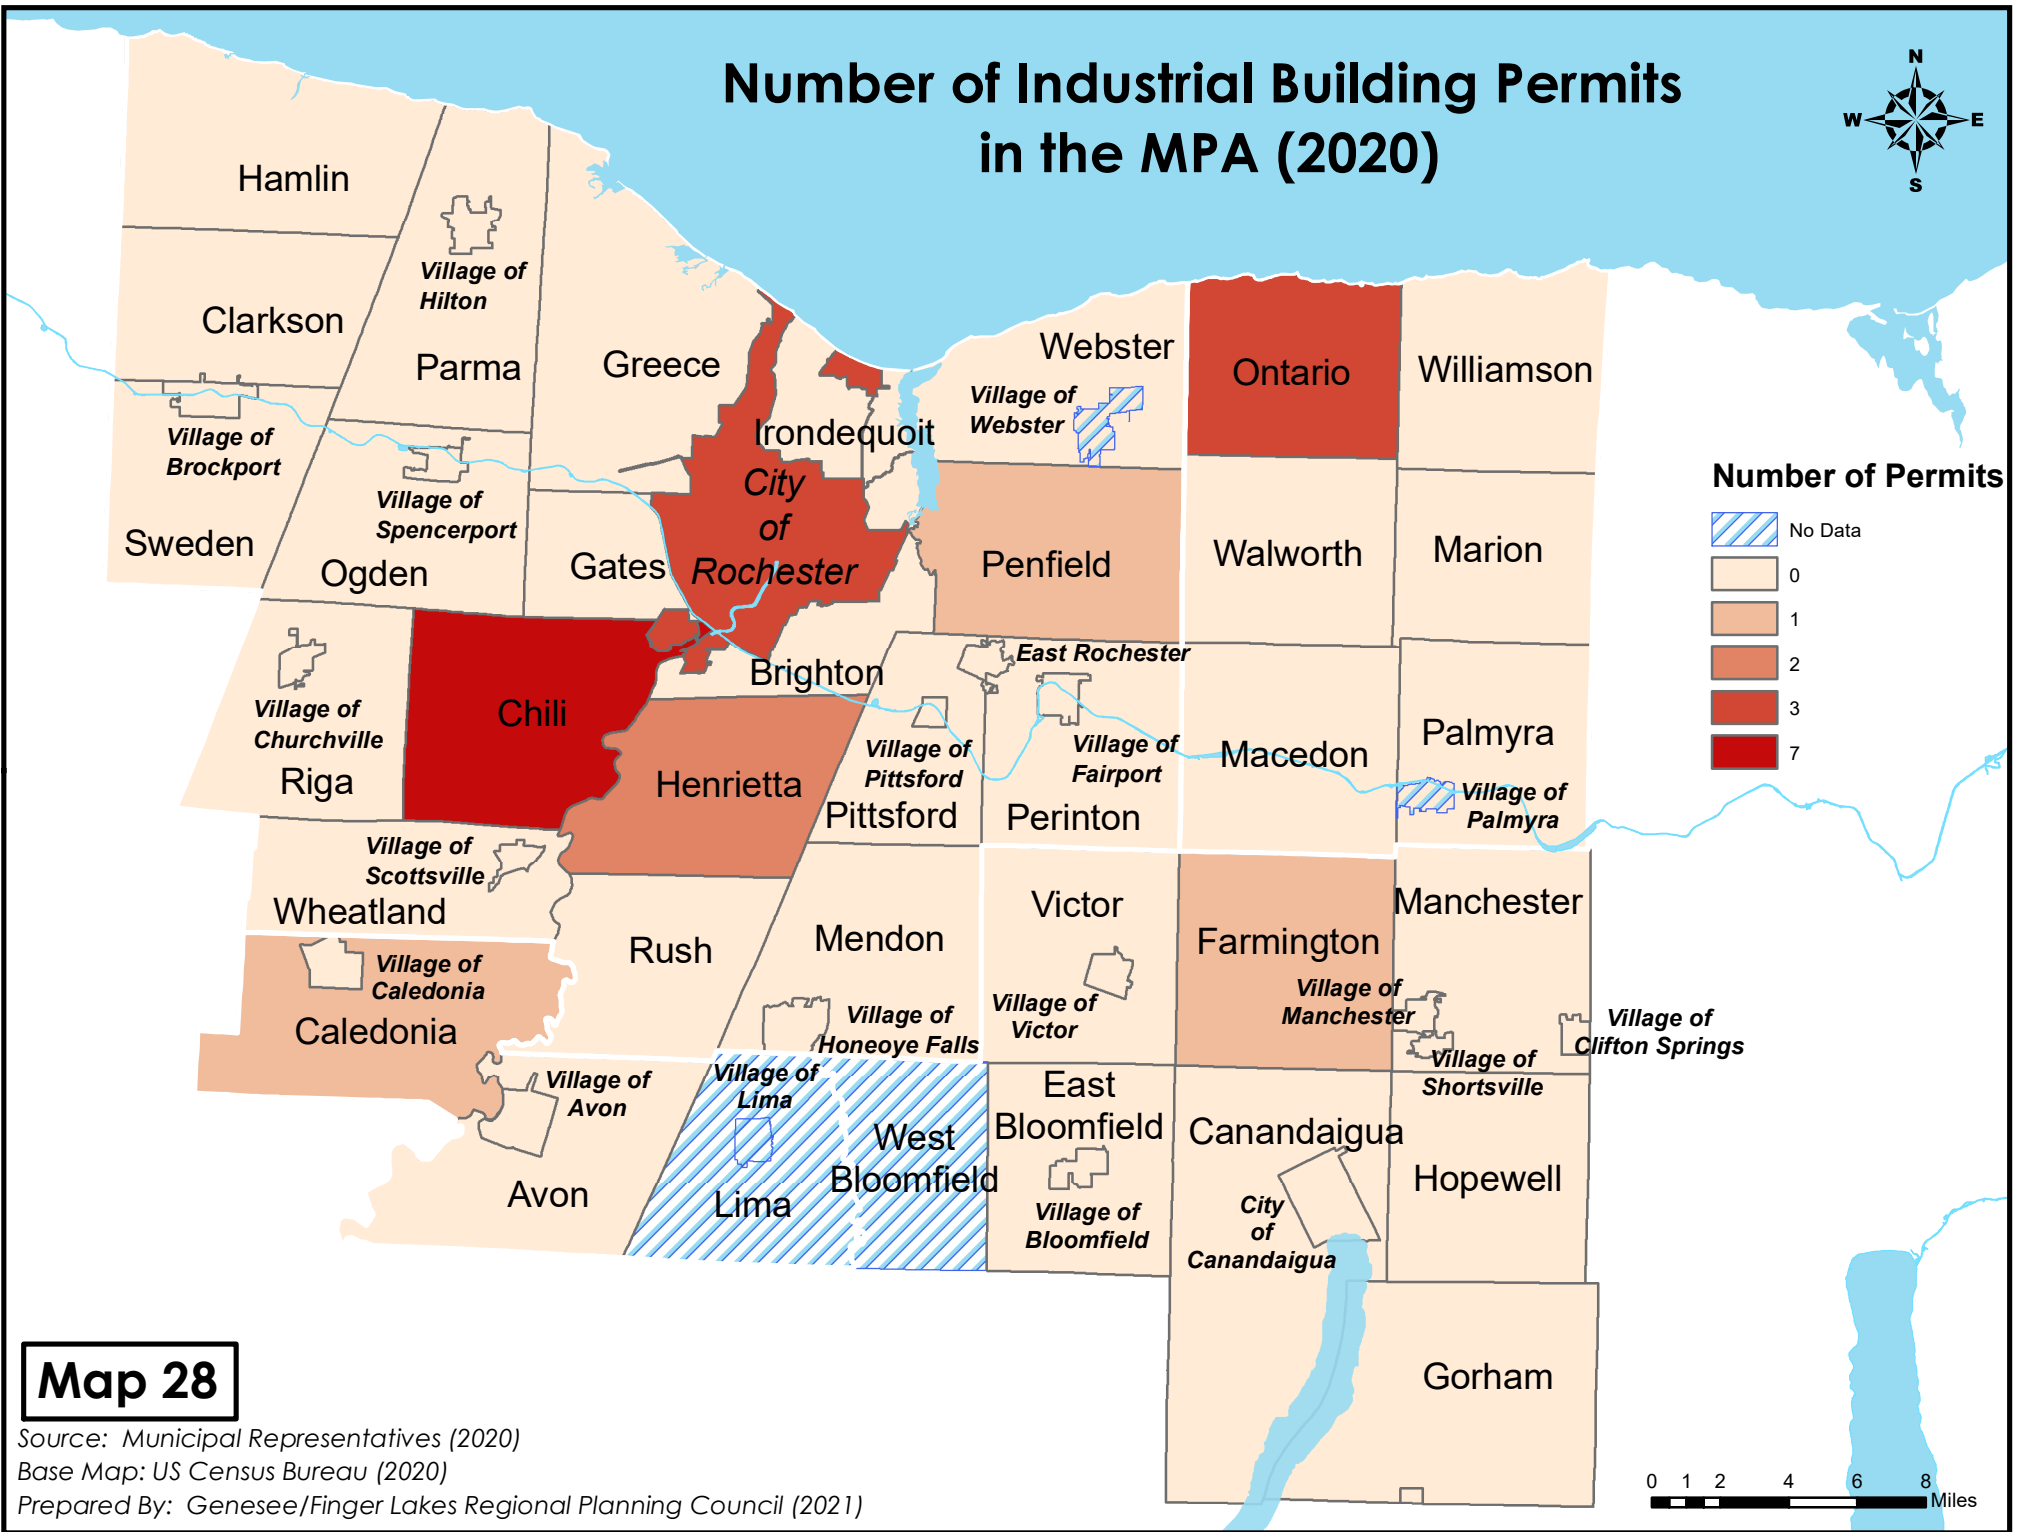 Number of Industrial Building Permits
in the MPA (2020)
N
W
E
S
Hamlin
Village of
Hilton
Clarkson
Parma
Greece
Webster
Ontario
Williamson
Village of
Webster
Irondequoit
Village of
Brockport
Village of
Spencerport
City
of
Rochester
Sweden
Ogden
Gates
Penfield
Walworth
Marion
Number of Permits
No Data
0
1
2
3
7
Village of
Churchville
Riga
Chili
Brighton
East Rochester
Henrietta
Village of
Pittsford
Pittsford
Village of
Fairport
Perinton
Macedon
Palmyra
Village of
Palmyra
Village of
Scottsville
Wheatland
Rush
Mendon
Victor
Farmington
Manchester
Village of
Caledonia
Caledonia
Village of
Honeoye Falls
Village of
Victor
Village of
Manchester
Village of
Clifton Springs
Village of
Shortsville
Village of
Avon
Avon
Village of
Lima
Lima
West
Bloomfield
East
Bloomfield
Village of
Bloomfield
Canandaigua
City
of
Canandaigua
Hopewell
Gorham
Map 28
Source: Municipal Representatives (2020)
Base Map: US Census Bureau (2020)
Prepared By: Genesee/Finger Lakes Regional Planning Council (2021)
0 1 2 4 6 8
Miles